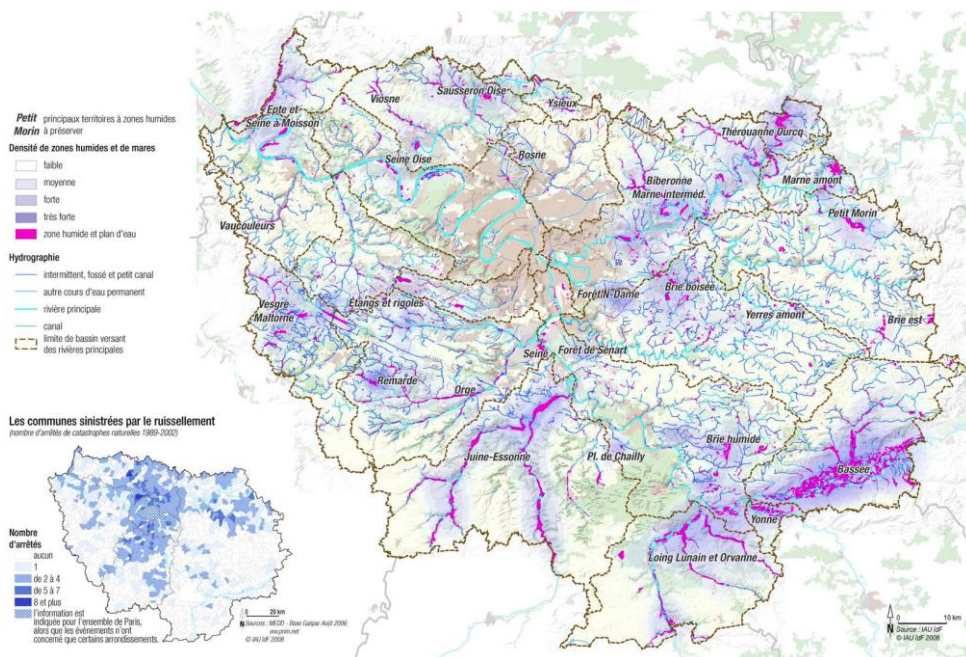 Petit principaux territoires à zones humides
Morin à préserver
Densité de zones humides et de mares
faible
moyenne
forte
très forte
zone humide et plan d'eau
Hydrographie
intermittent, fossé et petit canal
autre cours d'eau permanent
rivière principale
canal
limite de bassin versant
des rivières principales
Epte et
Seine à Moisson
Viosne
Sausseron Oise
Ysieux
Thérouanne Ourcq
Seine Oise
Rosne
Biberonne
Marne interméd.
Marne amont
Petit Morin
Vaucouleurs
Vesgre
Maltorne
Etangs et rigoles
Forêt N-Dame
Brie boisée
Yerres amont
Brie est
Seine
Forêt de Sénart
Remarde
Orge
Juine-Essonne
Pl. de Chailly
Brie humide
Bassée
Yonne
Loing Lunain et Orvanne
Les communes sinistrées par le ruissellement
(nombre d'arrêtés de catastrophes naturelles 1989-2002)
Nombre
d'arrêtés
aucun
1
de 2 à 4
de 5 à 7
8 et plus
l'information est
indiquée pour l'ensemble de Paris,
alors que les événements n'ont
concerné que certains arrondissements.
0 20 km
N
Sources : MEDD - Base Gaspar Août 2006
www.prim.net
© IAU îdF 2008
0 10 km
N
Source : IAU îdF
© IAU îdF 2008